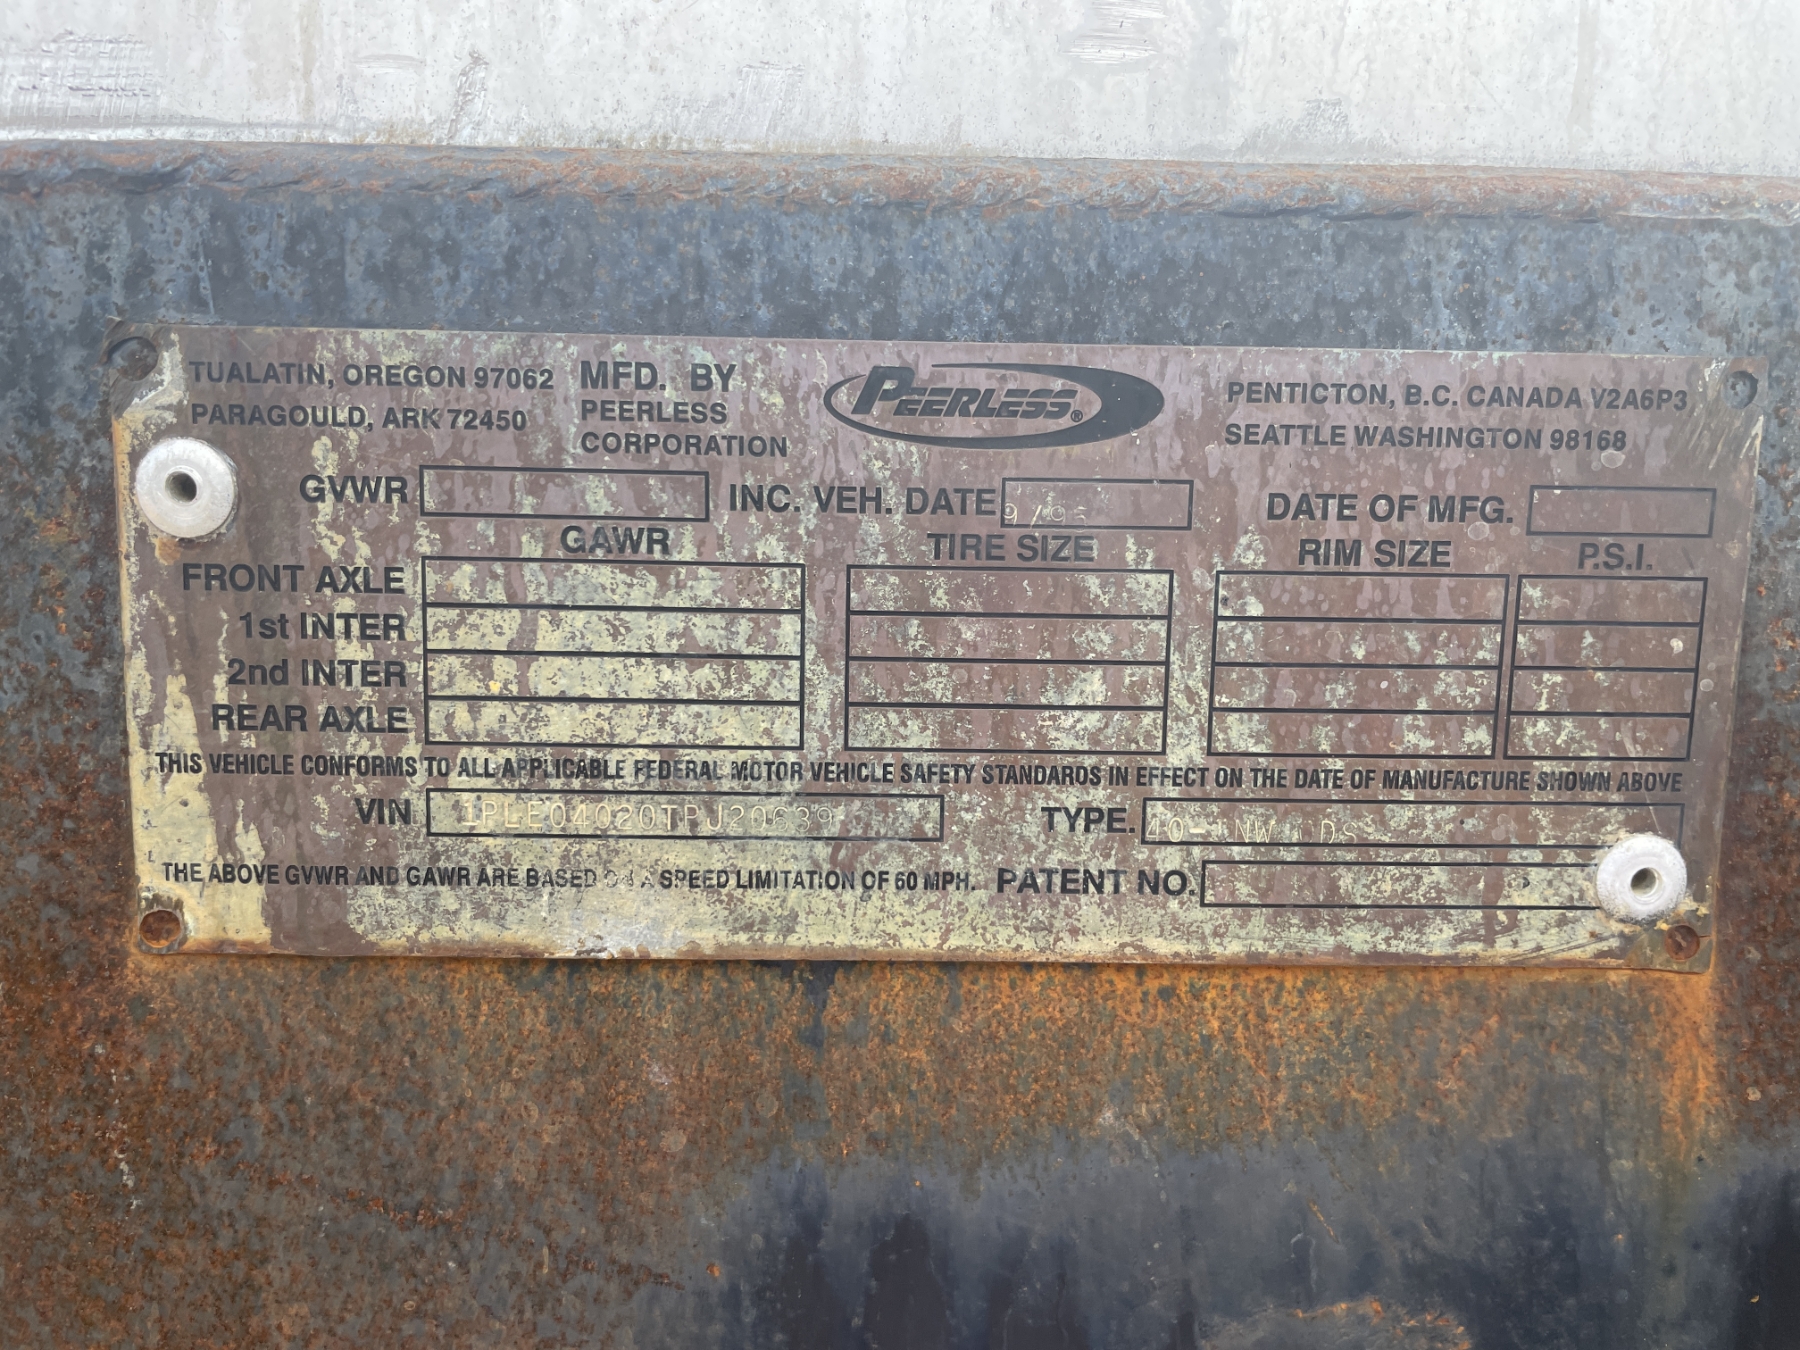 TUALATIN, OREGON 97062 MFD. BY PEERLESS® PENTICTON, B.C. CANADA V2A6P3
PARAGOULD, ARK 72450 PEERLESS SEATTLE WASHINGTON 98168
CORPORATION
GVWR INC. VEH. DATE 9/95 DATE OF MFG.
GAWR TIRE SIZE RIM SIZE P.S.I.
FRONT AXLE
1st INTER
2nd INTER
REAR AXLE
THIS VEHICLE CONFORMS TO ALL APPLICABLE FEDERAL MOTOR VEHICLE SAFETY STANDARDS IN EFFECT ON THE DATE OF MANUFACTURE SHOWN ABOVE
VIN 1PLE04020TPJ20639 TYPE.
THE ABOVE GVWR AND GAWR ARE BASED ON A SPEED LIMITATION OF 60 MPH. PATENT NO.